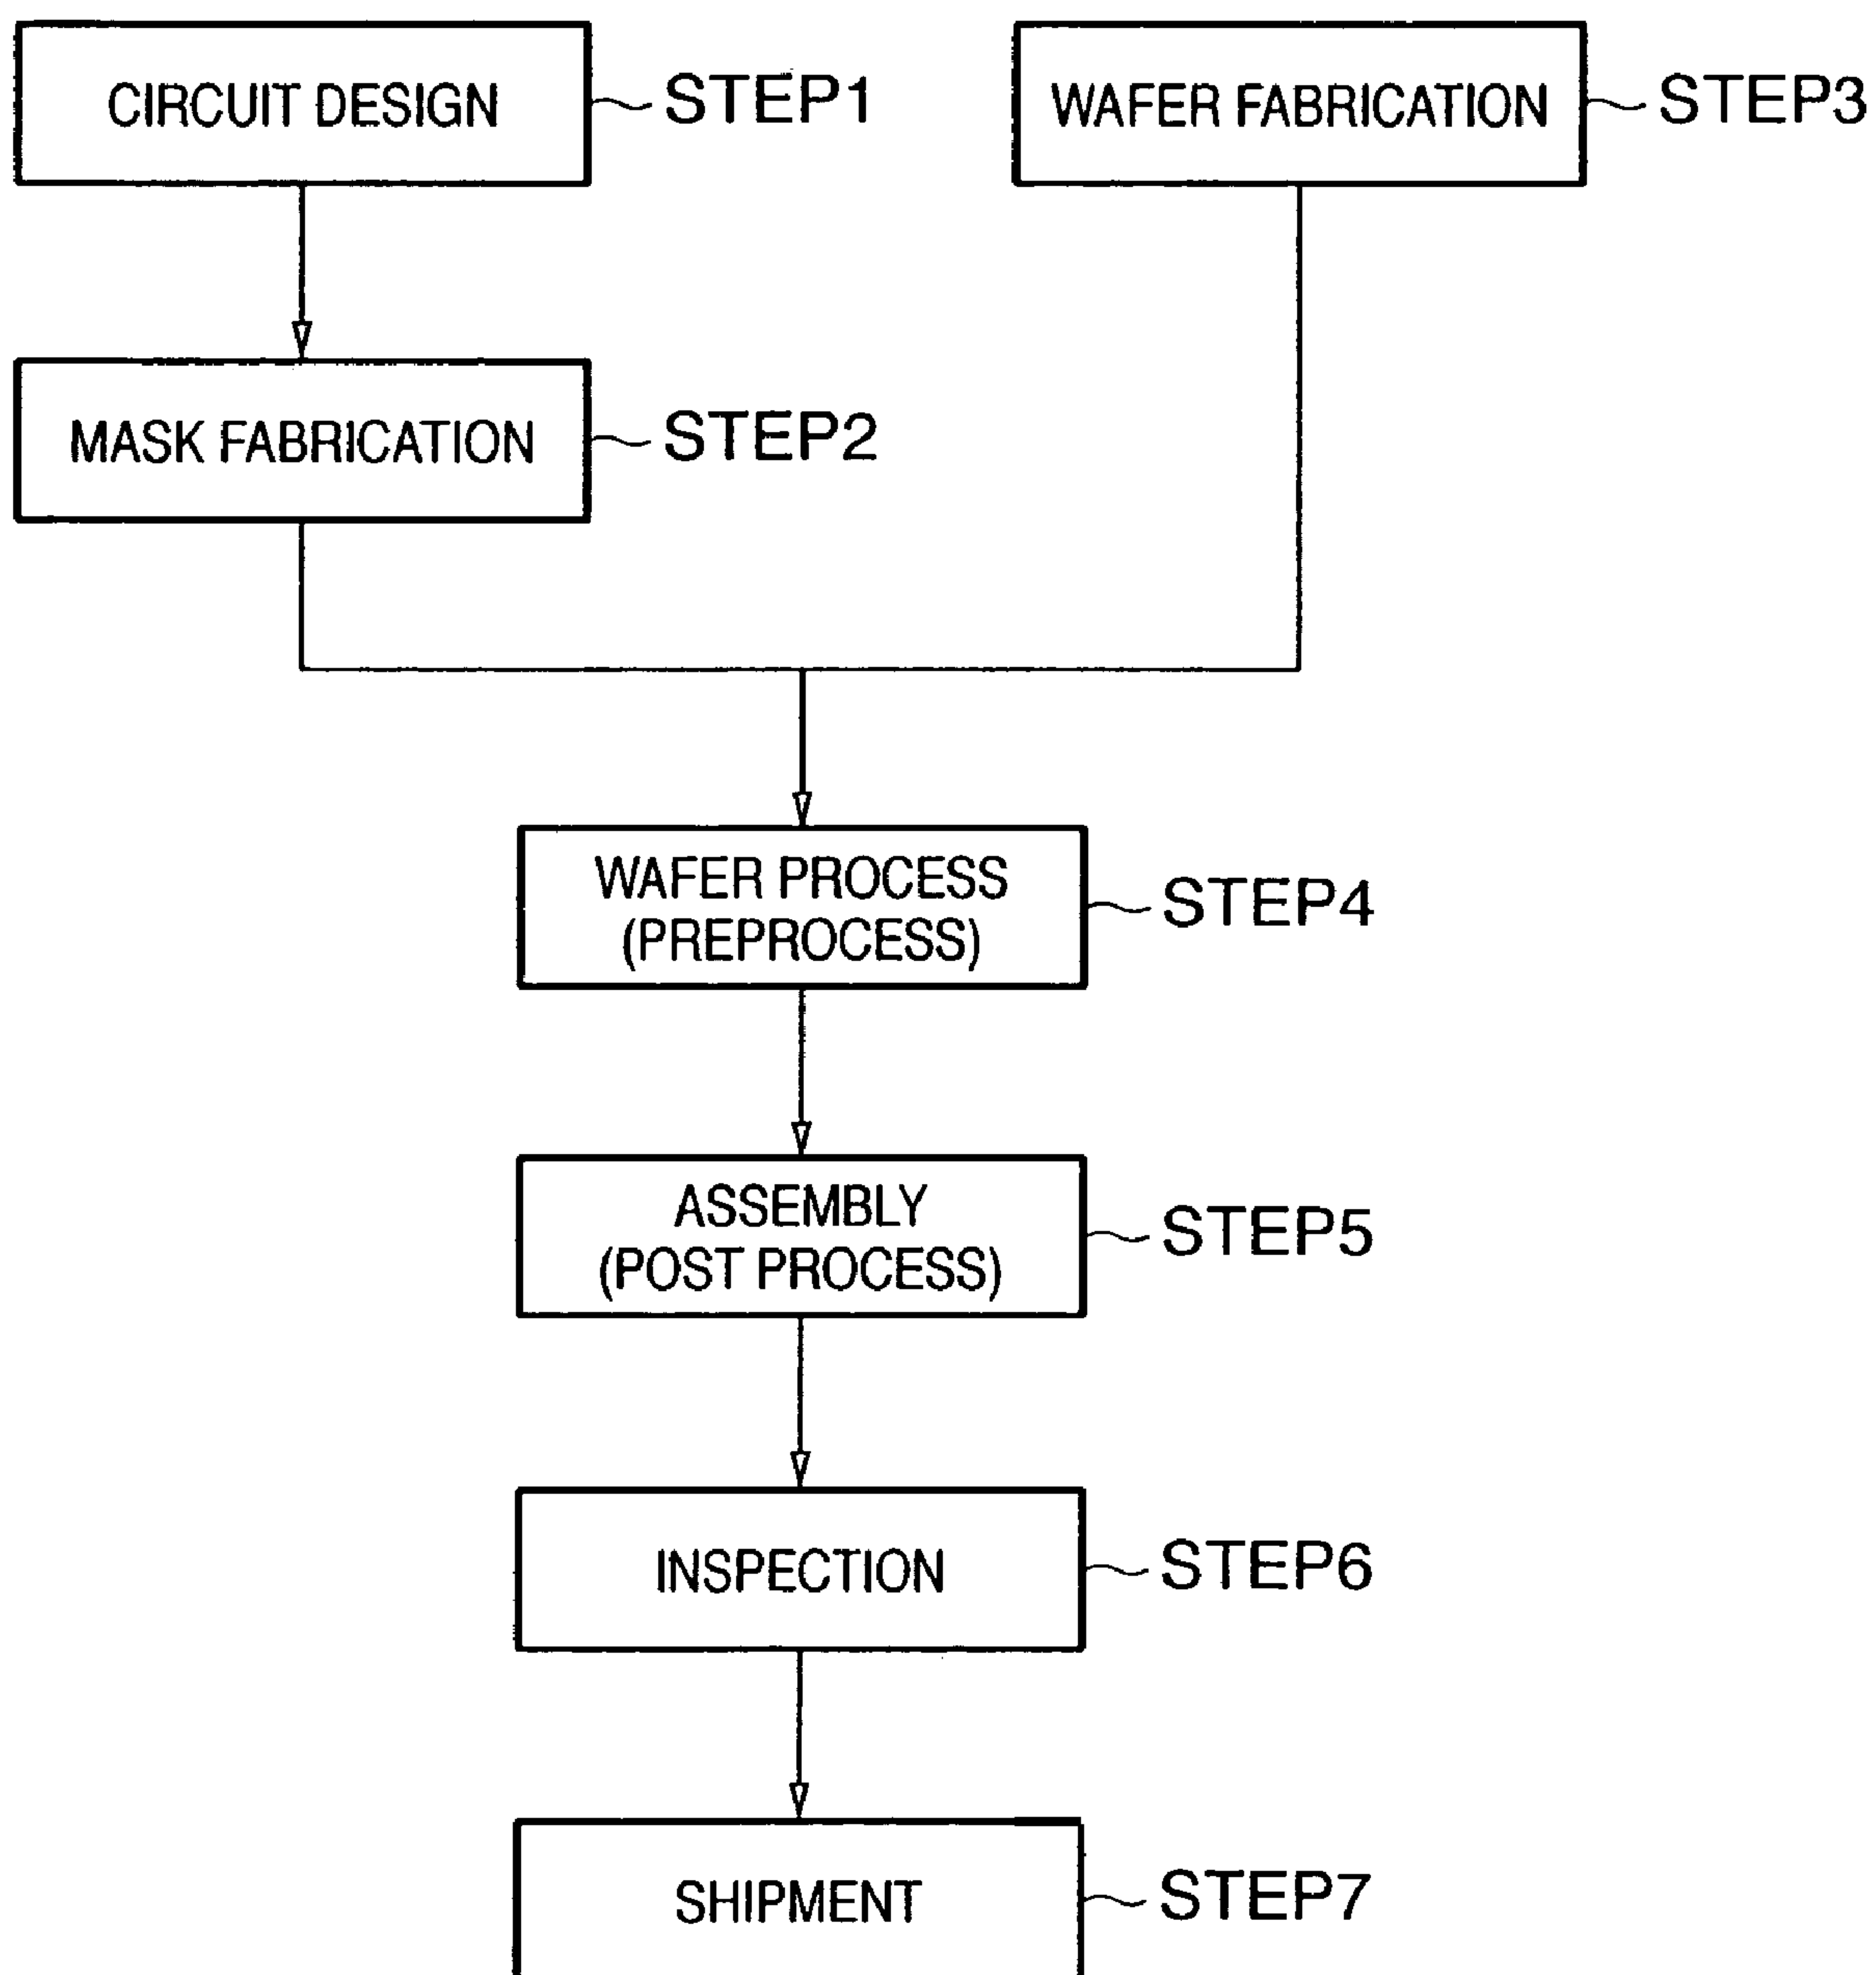 CIRCUIT DESIGN
STEP1
WAFER FABRICATION
STEP3
MASK FABRICATION
STEP2
WAFER PROCESS
(PREPROCESS)
STEP4
ASSEMBLY
(POST PROCESS)
STEP5
INSPECTION
STEP6
SHIPMENT
STEP7